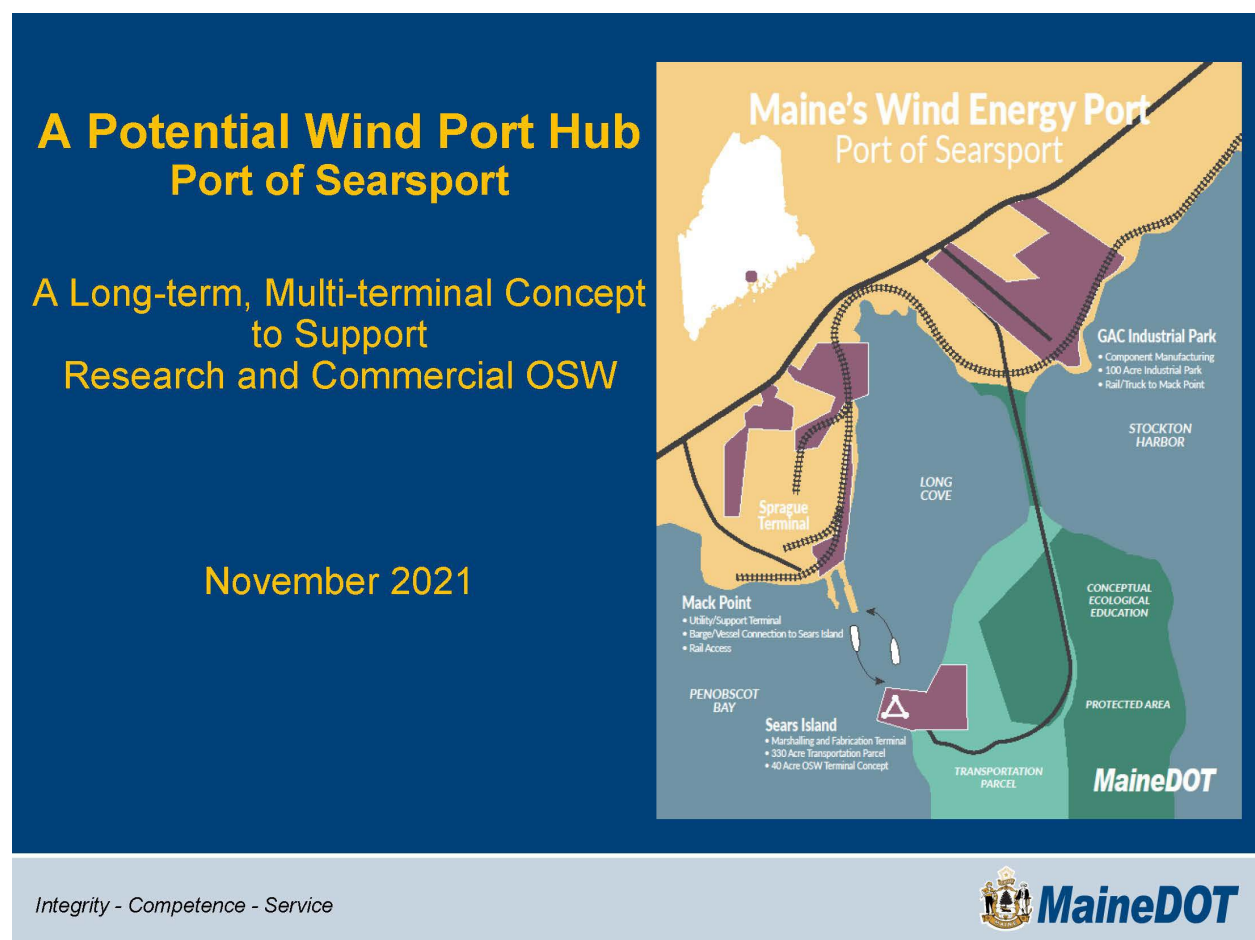 A Potential Wind Port Hub
Port of Searsport
A Long-term, Multi-terminal Concept
to Support
Research and Commercial OSW
November 2021
Maine's Wind Energy Port
Port of Searsport
GAC Industrial Park
• Component Manufacturing
• 100 Acre Industrial Park
• Rail/Truck to Mack Point
STOCKTON
HARBOR
LONG
COVE
Sprague
Terminal
Mack Point
• Utility/Support Terminal
• Barge/Vessel Connection to Sears Island
• Rail Access
CONCEPTUAL
ECOLOGICAL
EDUCATION
PENOBSCOT
BAY
PROTECTED AREA
Sears Island
• Marshalling and Fabrication Terminal
• 330 Acre Transportation Parcel
• 40 Acre OSW Terminal Concept
TRANSPORTATION
PARCEL
MaineDOT
Integrity - Competence - Service
MaineDOT